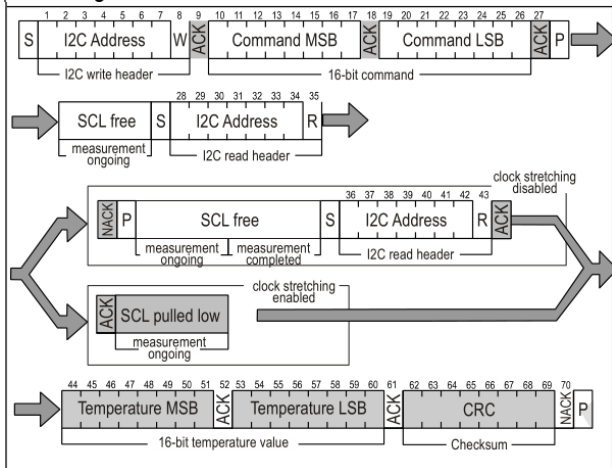 1 2 3 4 5 6 7 8 9 10 11 12 13 14 15 16 17 18 19 20 21 22 23 24 25 26 27
S I2C Address W ACK Command MSB ACK Command LSB ACK P
I2C write header 16-bit command
28 29 30 31 32 33 34 35
SCL free S I2C Address R
measurement ongoing I2C read header
clock stretching
disabled
36 37 38 39 40 41 42 43
NACK P SCL free S I2C Address R ACK
measurement measurement
ongoing completed I2C read header
clock stretching
enabled
ACK SCL pulled low
measurement
ongoing
44 45 46 47 48 49 50 51 52 53 54 55 56 57 58 59 60 61 62 63 64 65 66 67 68 69 70
Temperature MSB ACK Temperature LSB ACK CRC NACK P
16-bit temperature value Checksum